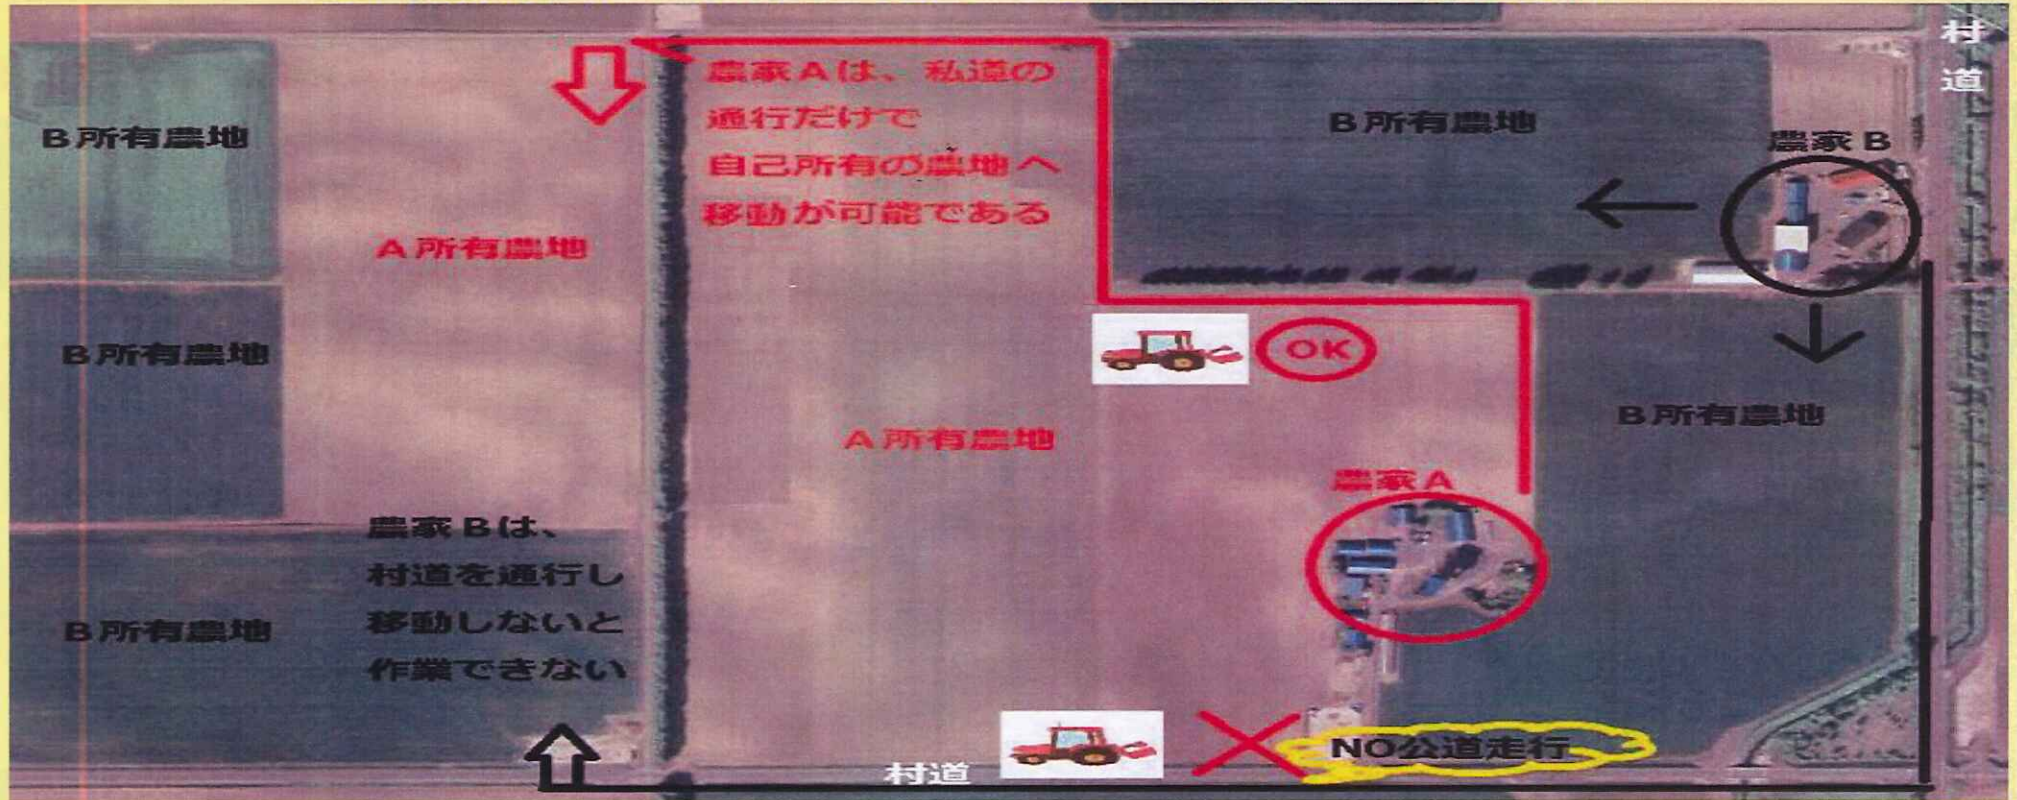 村
道
農家Aは、私道の
通行だけで
自己所有の農地へ
移動が可能である
B所有農地
B所有農地
農家B
A所有農地
B所有農地
OK
B所有農地
A所有農地
農家A
農家Bは、
村道を通行し
移動しないと
作業できない
B所有農地
NO公道走行
村道